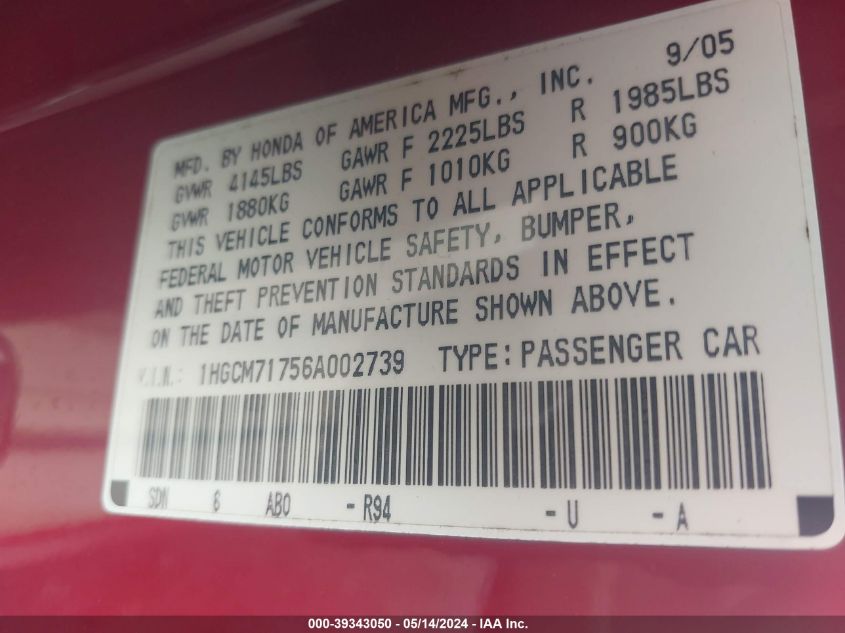 MFD. BY HONDA OF AMERICA MFG., INC. 9/05
GVWR 4145LBS GAWR F 2225LBS R 1985LBS
GVWR 1880KG GAWR F 1010KG R 900KG
THIS VEHICLE CONFORMS TO ALL APPLICABLE
FEDERAL MOTOR VEHICLE SAFETY, BUMPER,
AND THEFT PREVENTION STANDARDS IN EFFECT
ON THE DATE OF MANUFACTURE SHOWN ABOVE.
V.I.N.: 1HGCM71756A002739 TYPE: PASSENGER CAR
SDN 6 ABO - R94 - U - A
000-39343050 - 05/14/2024 - IAA Inc.